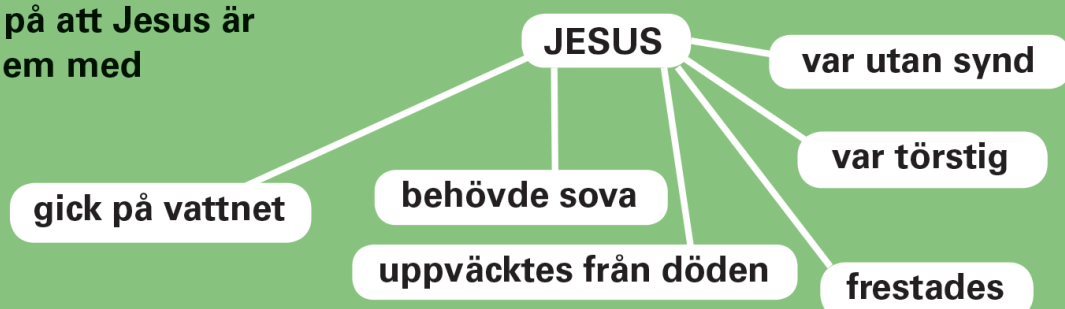 på att Jesus är
em med
JESUS
var utan synd
var törstig
gick på vattnet
behövde sova
uppväcktes från döden
frestades